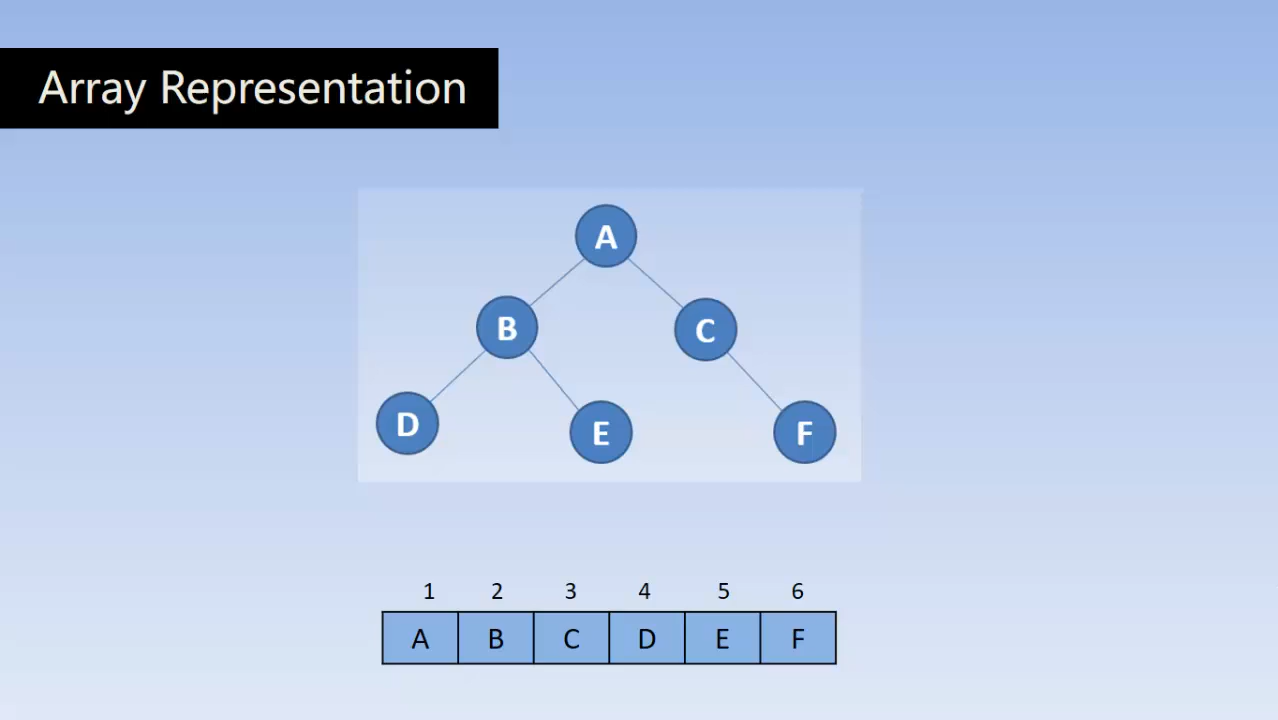 Array Representation
A
B C
D E F
1 2 3 4 5 6
A B C D E F